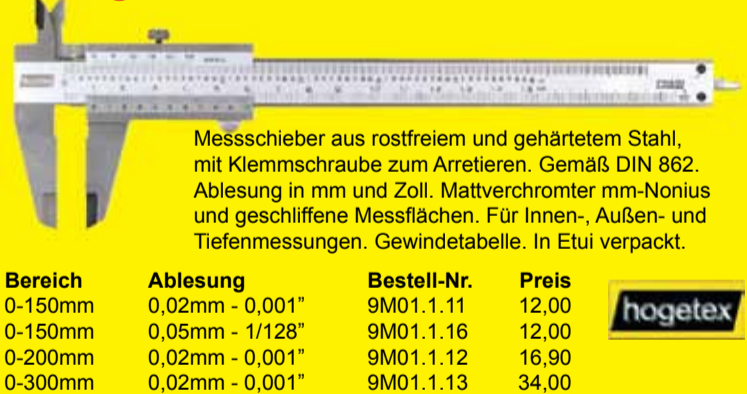 Messschieber aus rostfreiem und gehärtetem Stahl,
mit Klemmschraube zum Arretieren. Gemäß DIN 862.
Ablesung in mm und Zoll. Mattverchromter mm-Nonius
und geschliffene Messflächen. Für Innen-, Außen- und
Tiefenmessungen. Gewindetabelle. In Etui verpackt.
Bereich Ablesung Bestell-Nr. Preis
0-150mm 0,02mm - 0,001” 9M01.1.11 12,00
0-150mm 0,05mm - 1/128” 9M01.1.16 12,00
0-200mm 0,02mm - 0,001” 9M01.1.12 16,90
0-300mm 0,02mm - 0,001” 9M01.1.13 34,00
hogetex